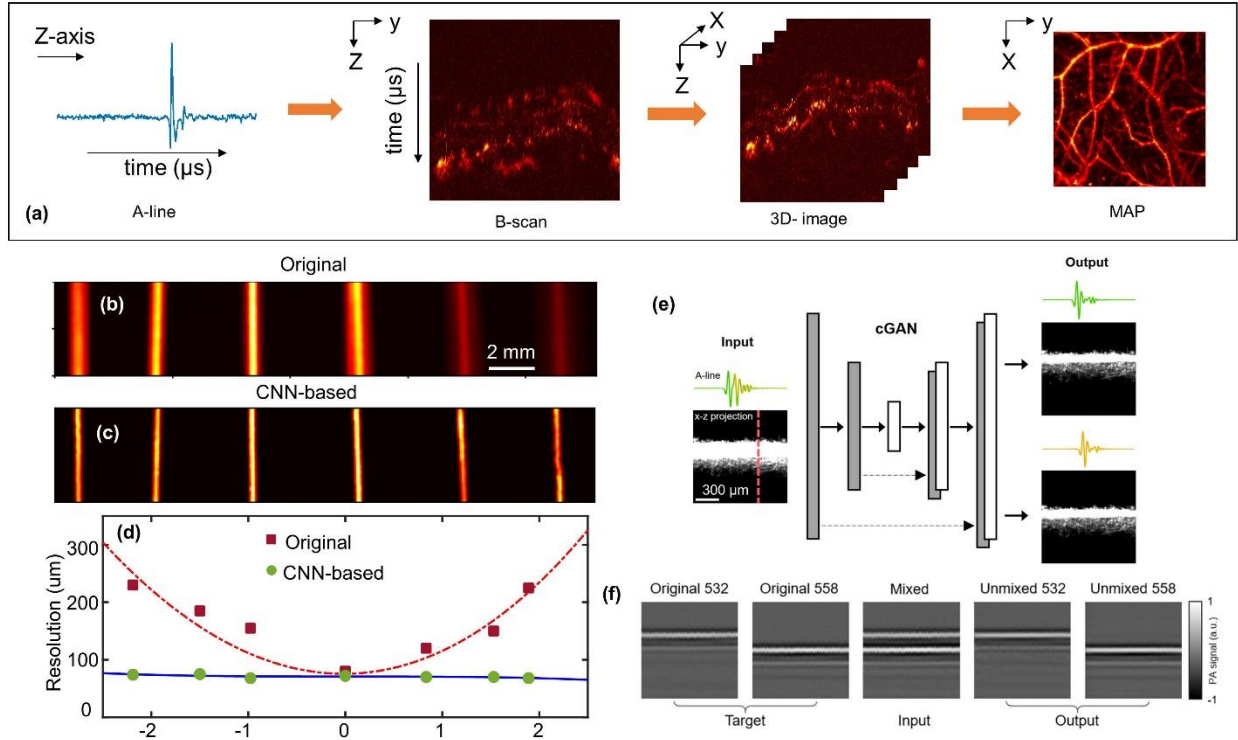 Z-axis
time (µs)
(a)
A-line
y
Z
time (µs)
B-scan
X
y
Z
3D- image
y
X
MAP
Original
(b)
2 mm
CNN-based
(c)
(d)
Original
CNN-based
Resolution (um)
300
200
100
0
-2 -1 0 1 2
(e)
Output
cGAN
Input
A-line
x-z projection
300 µm
(f)
Original 532 Original 558 Mixed Unmixed 532 Unmixed 558
1
PA signal (a.u.)
-1
Target Input Output